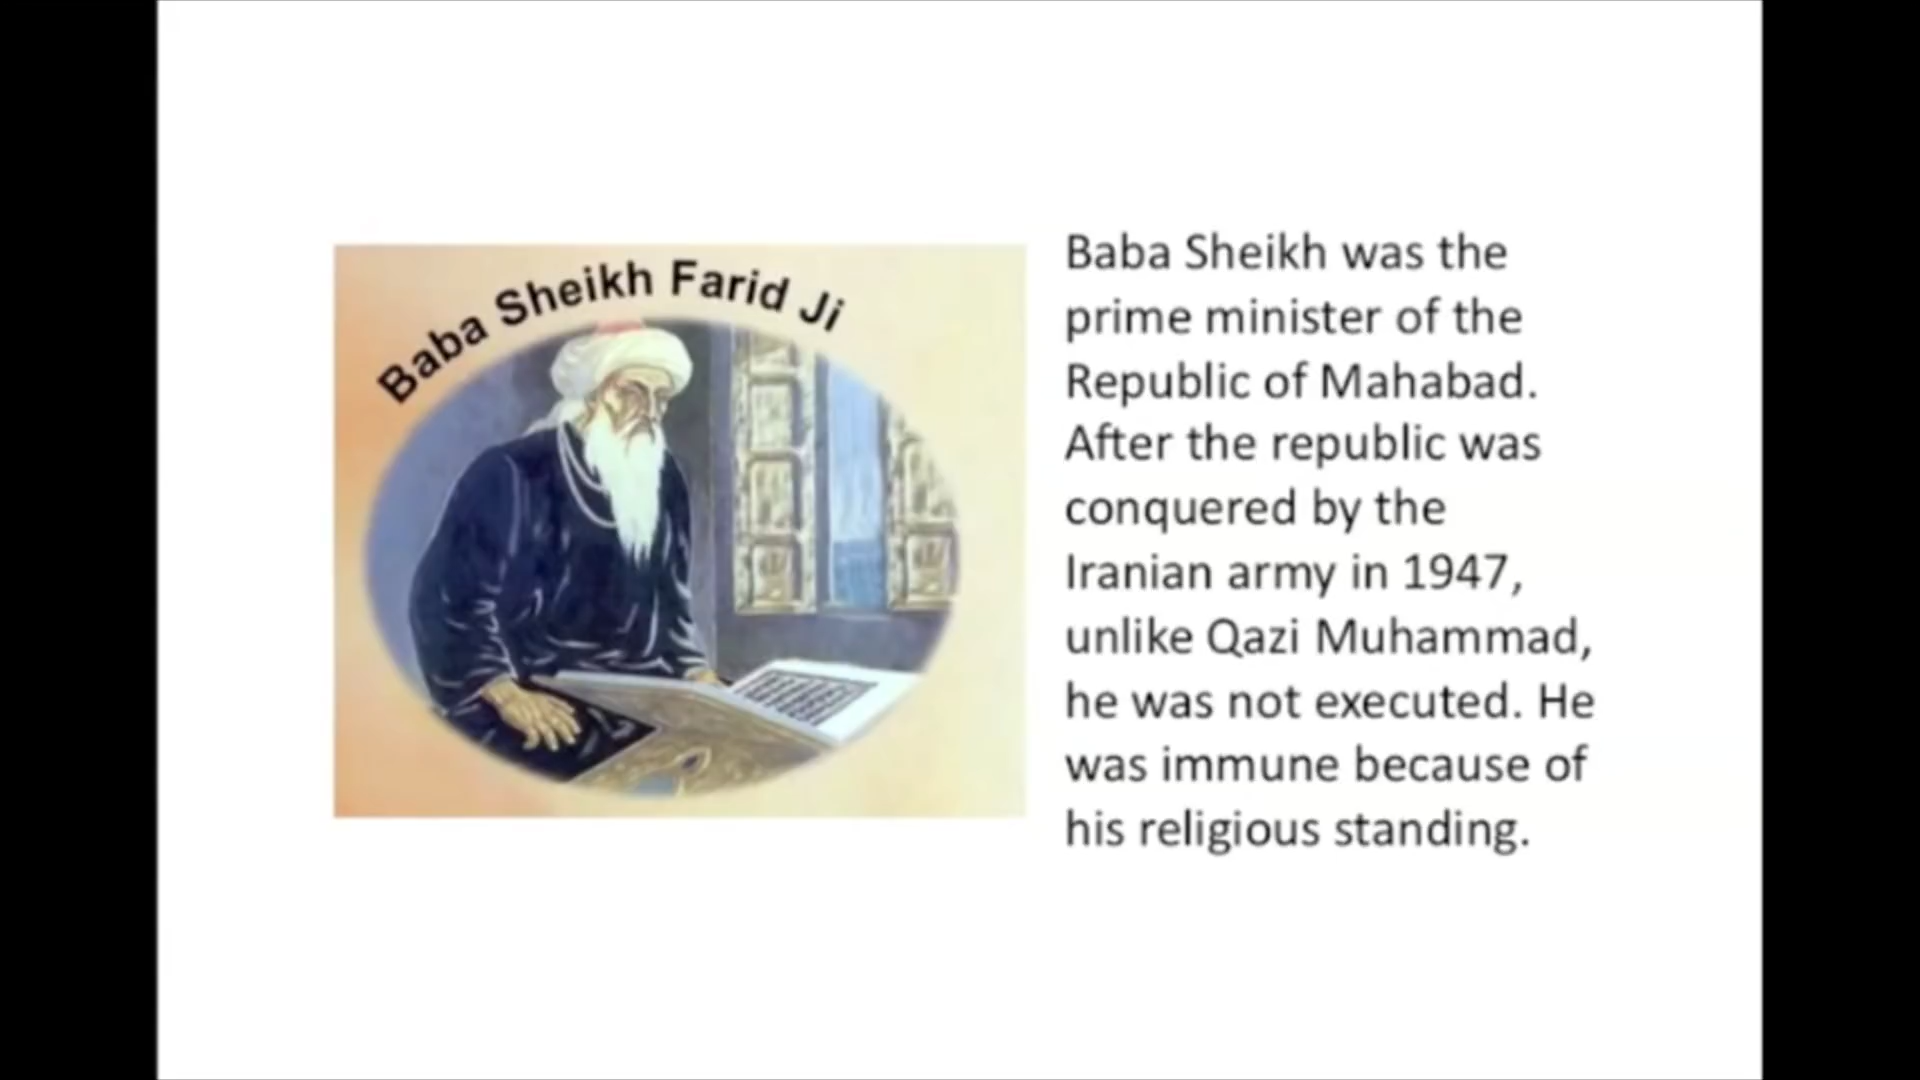 Baba Sheikh Farid Ji
Baba Sheikh was the
prime minister of the
Republic of Mahabad.
After the republic was
conquered by the
Iranian army in 1947,
unlike Qazi Muhammad,
he was not executed. He
was immune because of
his religious standing.